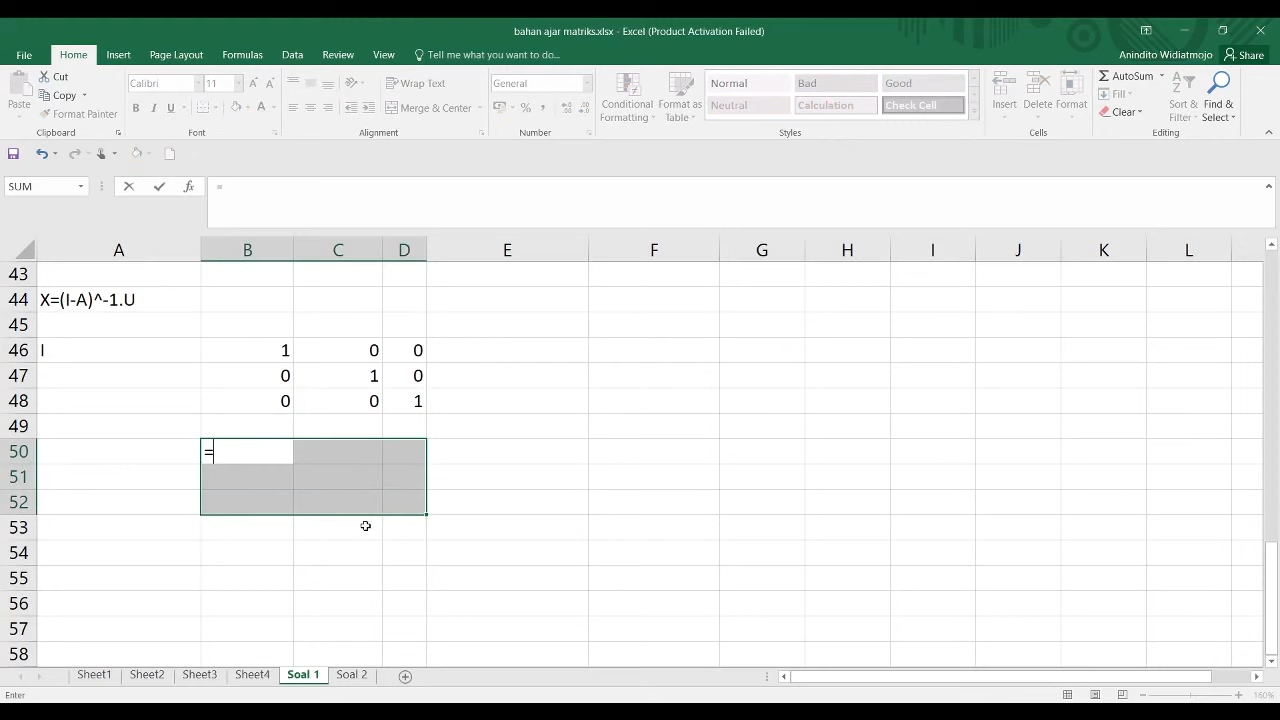 bahan ajar matriks.xlsx - Excel (Product Activation Failed)
File Home Insert Page Layout Formulas Data Review View Tell me what you want to do... Anindito Widiatmojo Share
Paste Cut Copy Format Painter
Clipboard
Calibri 11
B I U
Font
Wrap Text
Merge & Center
Alignment
General
%
Number
Conditional Formatting
Format as Table
Normal Bad Good
Neutral Calculation Check Cell
Styles
Insert Delete Format
Cells
AutoSum
Fill
Clear
Sort & Filter
Find & Select
Editing
SUM fx =
A B C D E F G H I J K L
43
44 X=(I-A)^-1.U
45
46 I 1 0 0
47 0 1 0
48 0 0 1
49
50 =
51
52
53
54
55
56
57
58
Sheet1 Sheet2 Sheet3 Sheet4 Soal 1 Soal 2
Enter 160%